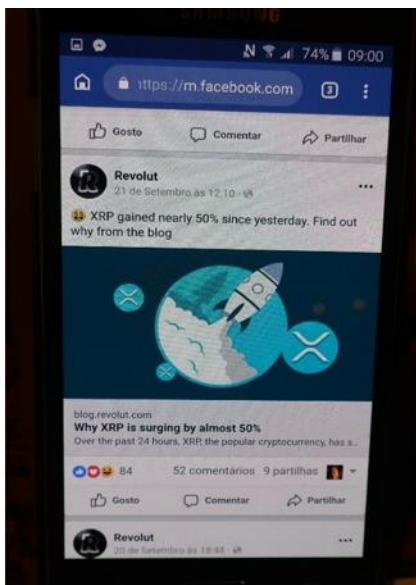 SAMSUNG
74% 09:00
ttps://m.facebook.com 3
Gosto Comentar Partilhar
Revolut
21 de Setembro às 12:10
XRP gained nearly 50% since yesterday. Find out
why from the blog
blog.revolut.com
Why XRP is surging by almost 50%
Over the past 24 hours, XRP, the popular cryptocurrency, has s...
84 52 comentários 9 partilhas
Gosto Comentar Partilhar
Revolut
20 de Setembro às 18:48